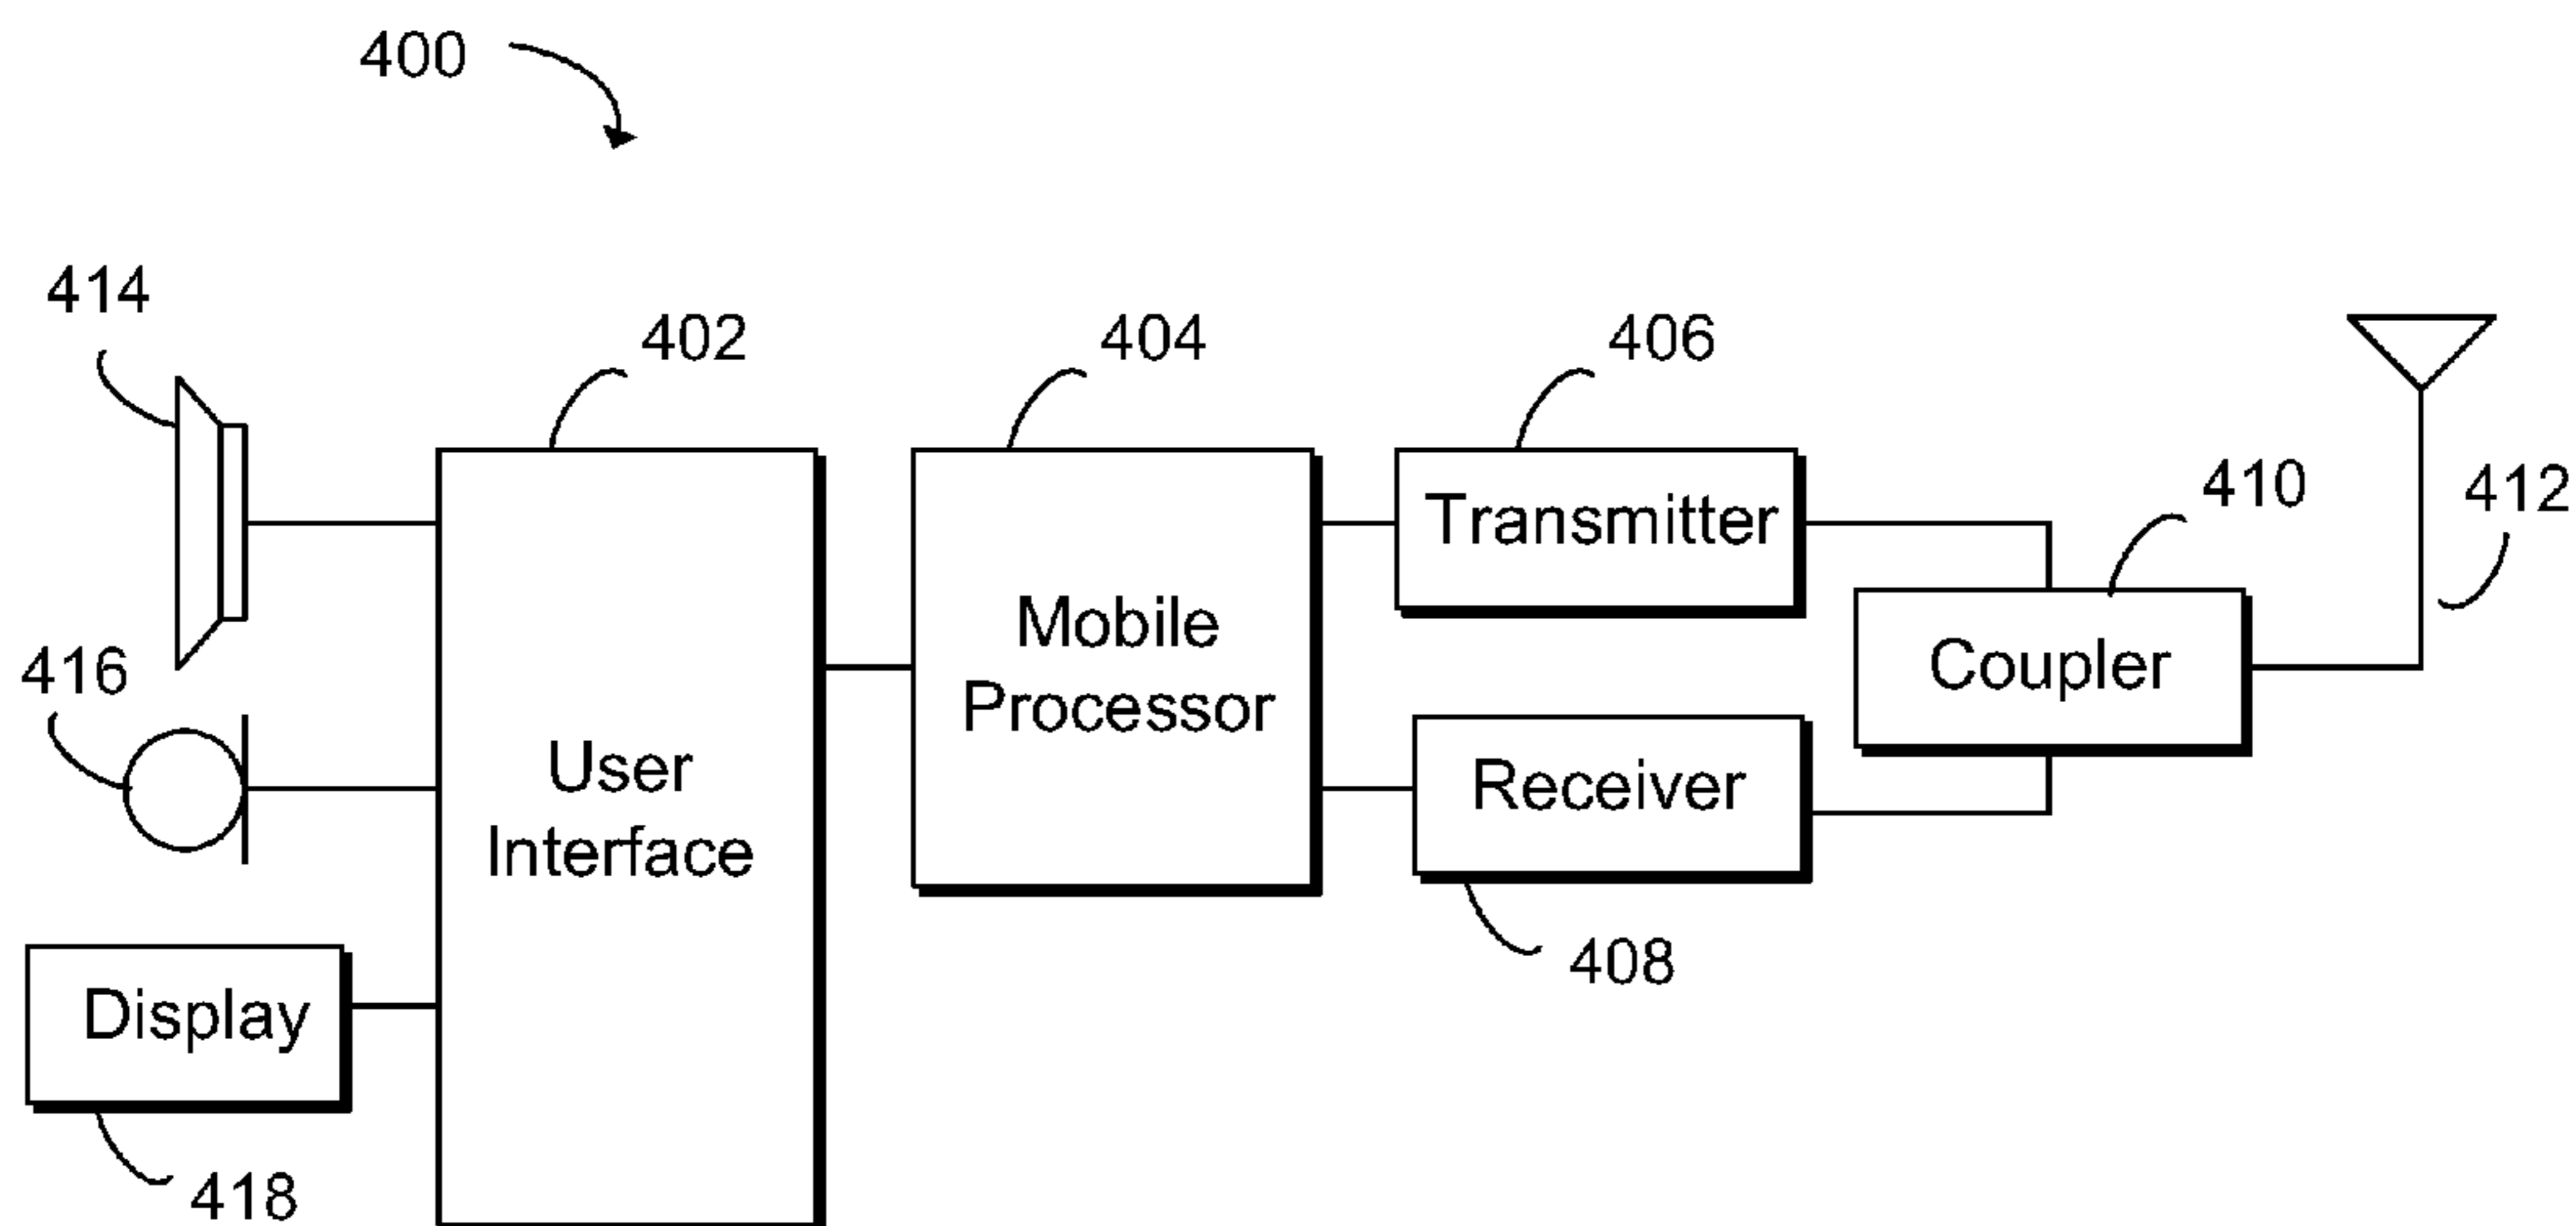 400
414
402
404
406
410
412
Transmitter
Mobile
Processor
Coupler
416
User
Interface
Receiver
Display
408
418